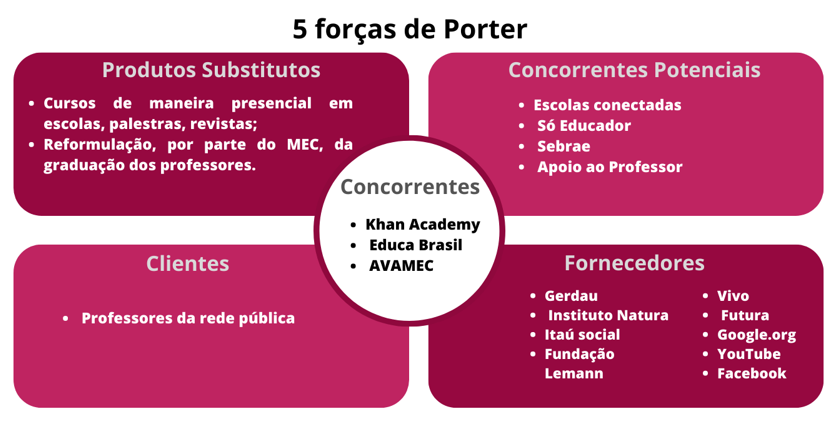 5 forças de Porter
Produtos Substitutos
• Cursos de maneira presencial em
escolas, palestras, revistas;
• Reformulação, por parte do MEC, da
graduação dos professores.
Concorrentes Potenciais
• Escolas conectadas
• Só Educador
• Sebrae
• Apoio ao Professor
Concorrentes
• Khan Academy
• Educa Brasil
• AVAMEC
Clientes
• Professores da rede pública
Fornecedores
• Gerdau
• Instituto Natura
• Itaú social
• Fundação
Lemann
• Vivo
• Futura
• Google.org
• YouTube
• Facebook